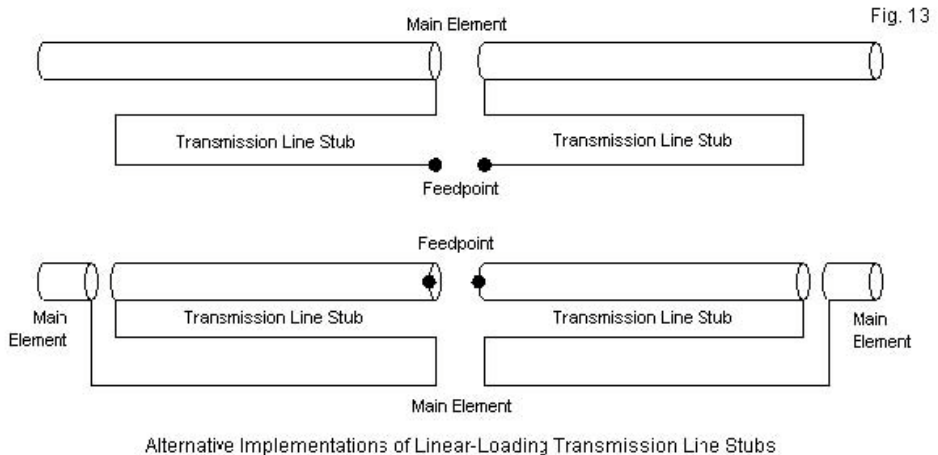 Fig. 13
Main Element
Transmission Line Stub
Transmission Line Stub
Feedpoint
Feedpoint
Main
Element
Transmission Line Stub
Transmission Line Stub
Main
Element
Main Element
Alternative Implementations of Linear-Loading Transmission Line Stubs